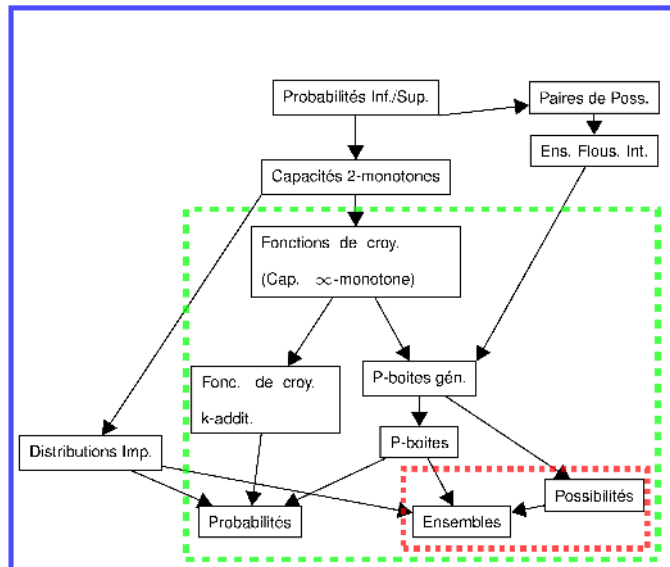 Probabilités Inf./Sup.
Paires de Poss.
Ens. Flous. Int.
Capacités 2-monotones
Fonctions de croy.
(Cap. ∝-monotone)
Fonc. de croy.
k-addit.
P-boites gén.
Distributions Imp.
P-boites
Possibilités
Probabilités
Ensembles